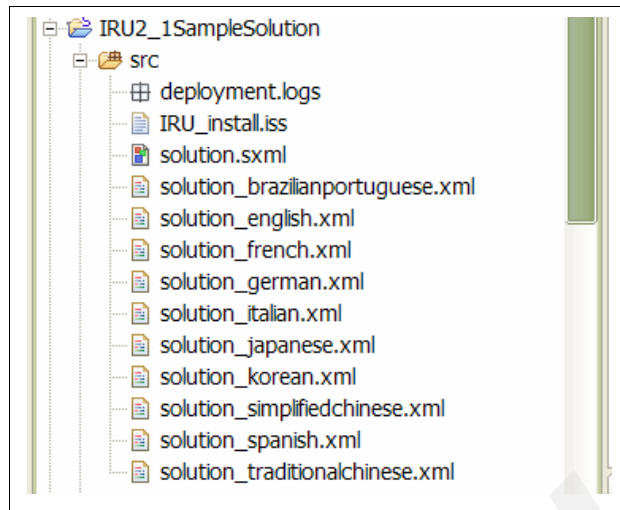 IRU2_1SampleSolution
src
deployment.logs
IRU_install.iss
solution.sxml
solution_brazilianportuguese.xml
solution_english.xml
solution_french.xml
solution_german.xml
solution_italian.xml
solution_japanese.xml
solution_korean.xml
solution_simplifiedchinese.xml
solution_spanish.xml
solution_traditionalchinese.xml